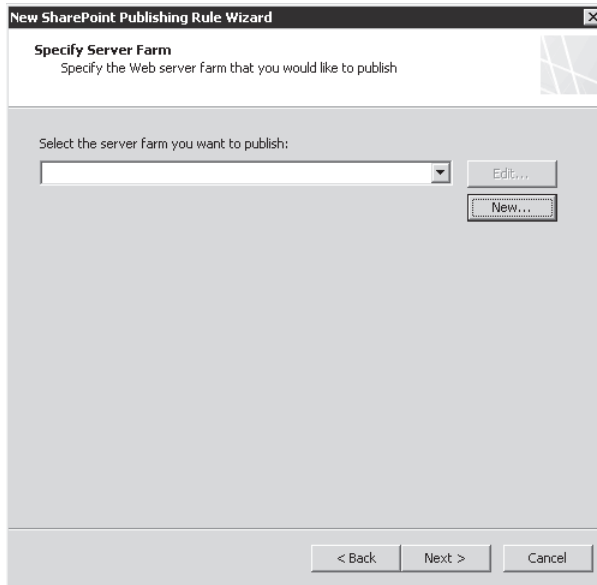 New SharePoint Publishing Rule Wizard
Specify Server Farm
Specify the Web server farm that you would like to publish
Select the server farm you want to publish:
Edit...
New...
< Back Next > Cancel